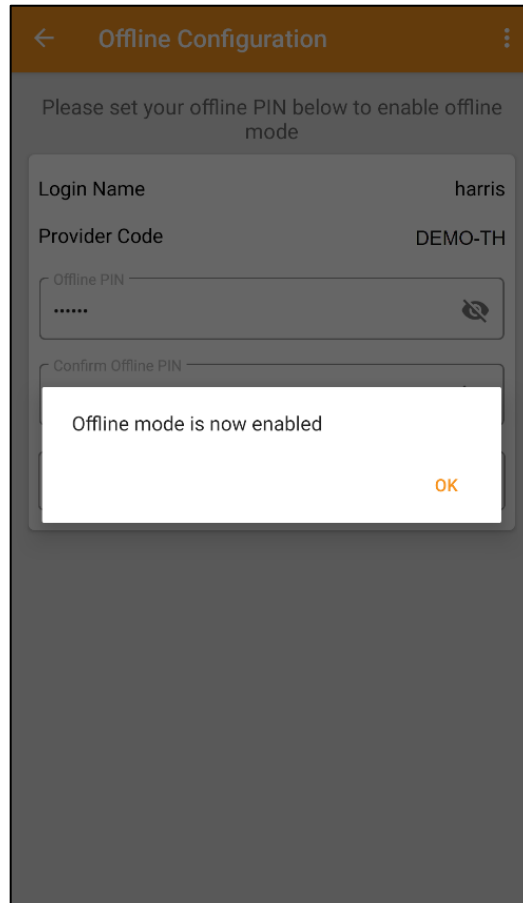 Offline Configuration
Please set your offline PIN below to enable offline
mode
Login Name harris
Provider Code DEMO-TH
Offline PIN
••••••
Confirm Offline PIN
Offline mode is now enabled
OK